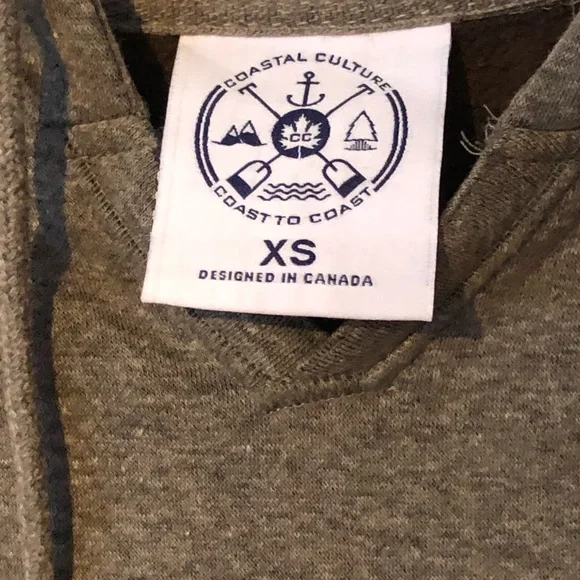 COASTAL CULTURE
CC
COAST TO COAST
XS
DESIGNED IN CANADA